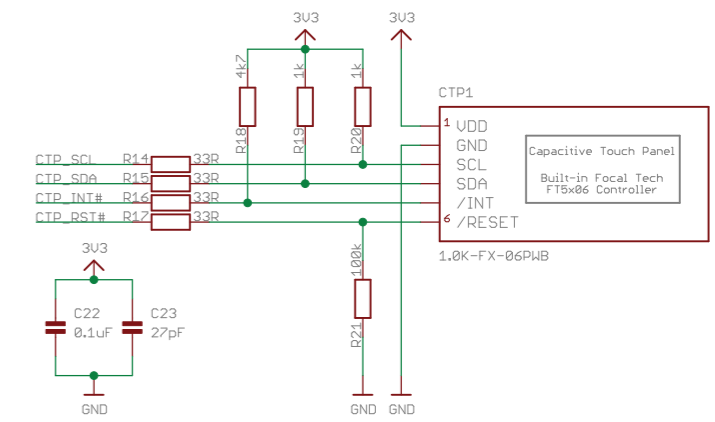 3V3
3V3
4k7
1k
1k
R18
R19
R20
CTP1
1 VDD
GND
SCL
SDA
/INT
6 /RESET
Capacitive Touch Panel
Built-in Focal Tech
FT5x06 Controller
1.0K-FX-06PWB
CTP_SCL R14 33R
CTP_SDA R15 33R
CTP_INT# R16 33R
CTP_RST# R17 33R
3V3
C22
0.1uF
C23
27pF
GND
100k
R21
GND
GND